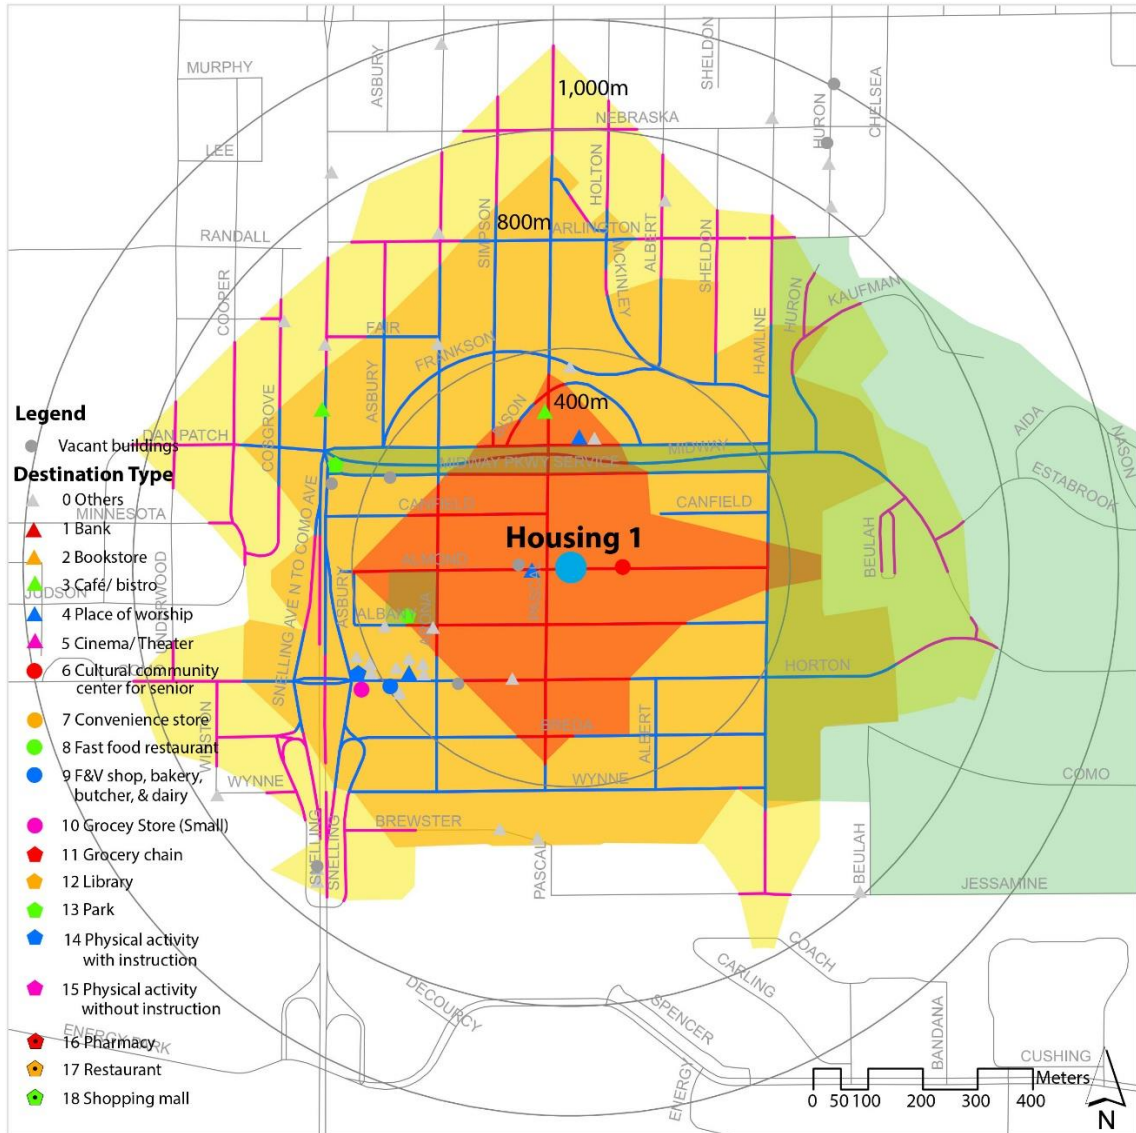 MURPHY
ASBURY
SHELDON
CHELSEA
HURON
1,000m
NEBRASKA
LEE
HOLTON
SIMPSON
800m
ARLINGTON
ALBERT
SHELDON
MCKINLEY
RANDALL
COOPER
HURON
KAUFMAN
HAMLINE
FAIR
FRANKSON
ASBURY
400m
COSGROVE
DAN PATCH
MIDWAY
MIDWAY PKWY SERVICE
AIDA
NASON
ESTABROOK
Legend
Vacant buildings
Destination Type
0 Others
1 Bank
2 Bookstore
3 Café/ bistro
4 Place of worship
5 Cinema/ Theater
6 Cultural community
center for senior
7 Convenience store
8 Fast food restaurant
9 F&V shop, bakery,
butcher, & dairy
10 Grocey Store (Small)
11 Grocery chain
12 Library
13 Park
14 Physical activity
with instruction
15 Physical activity
without instruction
16 Pharmacy
17 Restaurant
18 Shopping mall
MINNESOTA
JUDSON
CANFIELD
CANFIELD
Housing 1
ALMOND
SNELLING AVE N TO COMO AVE
ASBURY
BEULAH
HORTON
ALBERT
WYNNE
WYNNE
COMO
BREWSTER
SNELLING
SNELLING
PASCAL
BEULAH
JESSAMINE
COACH
CARLING
DECOURCY
SPENCER
ENERGY PARK
ENERGY
BANDANA
CUSHING
Meters
0 50 100 200 300 400
N